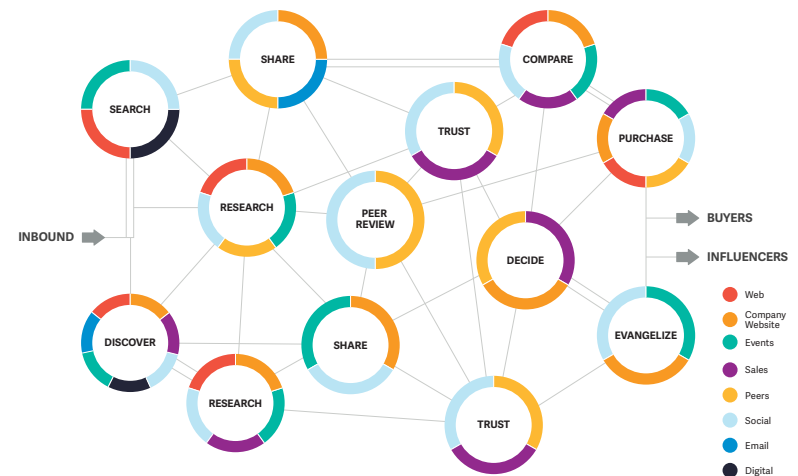 SHARE
COMPARE
SEARCH
TRUST
PURCHASE
RESEARCH
PEER
REVIEW
BUYERS
INBOUND
DECIDE
INFLUENCERS
Web
Company
Website
DISCOVER
SHARE
EVANGELIZE
Events
Sales
Peers
RESEARCH
TRUST
Social
Email
Digital